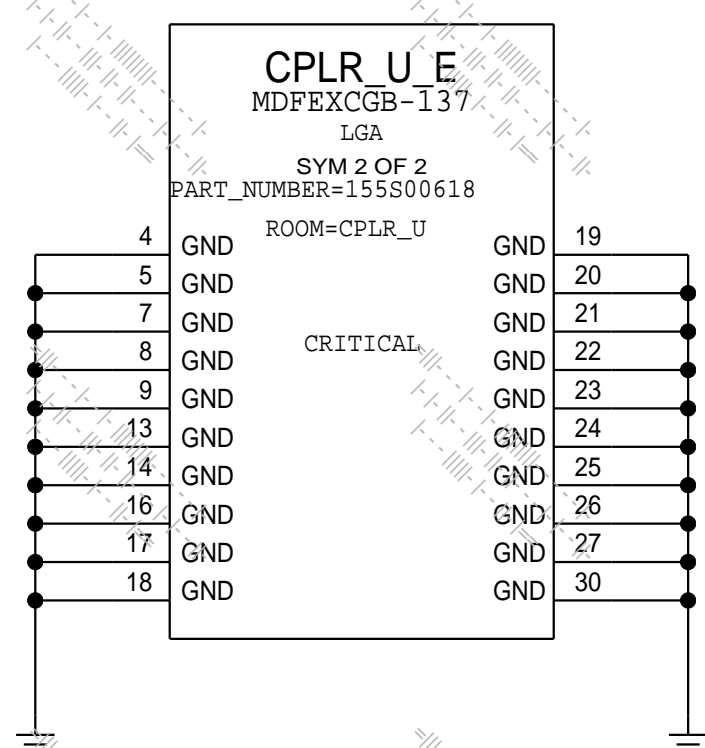 CPLR_U_E
MDFEXCGB-137
LGA
SYM 2 OF 2
PART_NUMBER=155S00618
ROOM=CPLR_U
4 GND GND 19
5 GND GND 20
7 GND GND 21
CRITICAL
8 GND GND 22
9 GND GND 23
13 GND GND 24
14 GND GND 25
16 GND GND 26
17 GND GND 27
18 GND GND 30